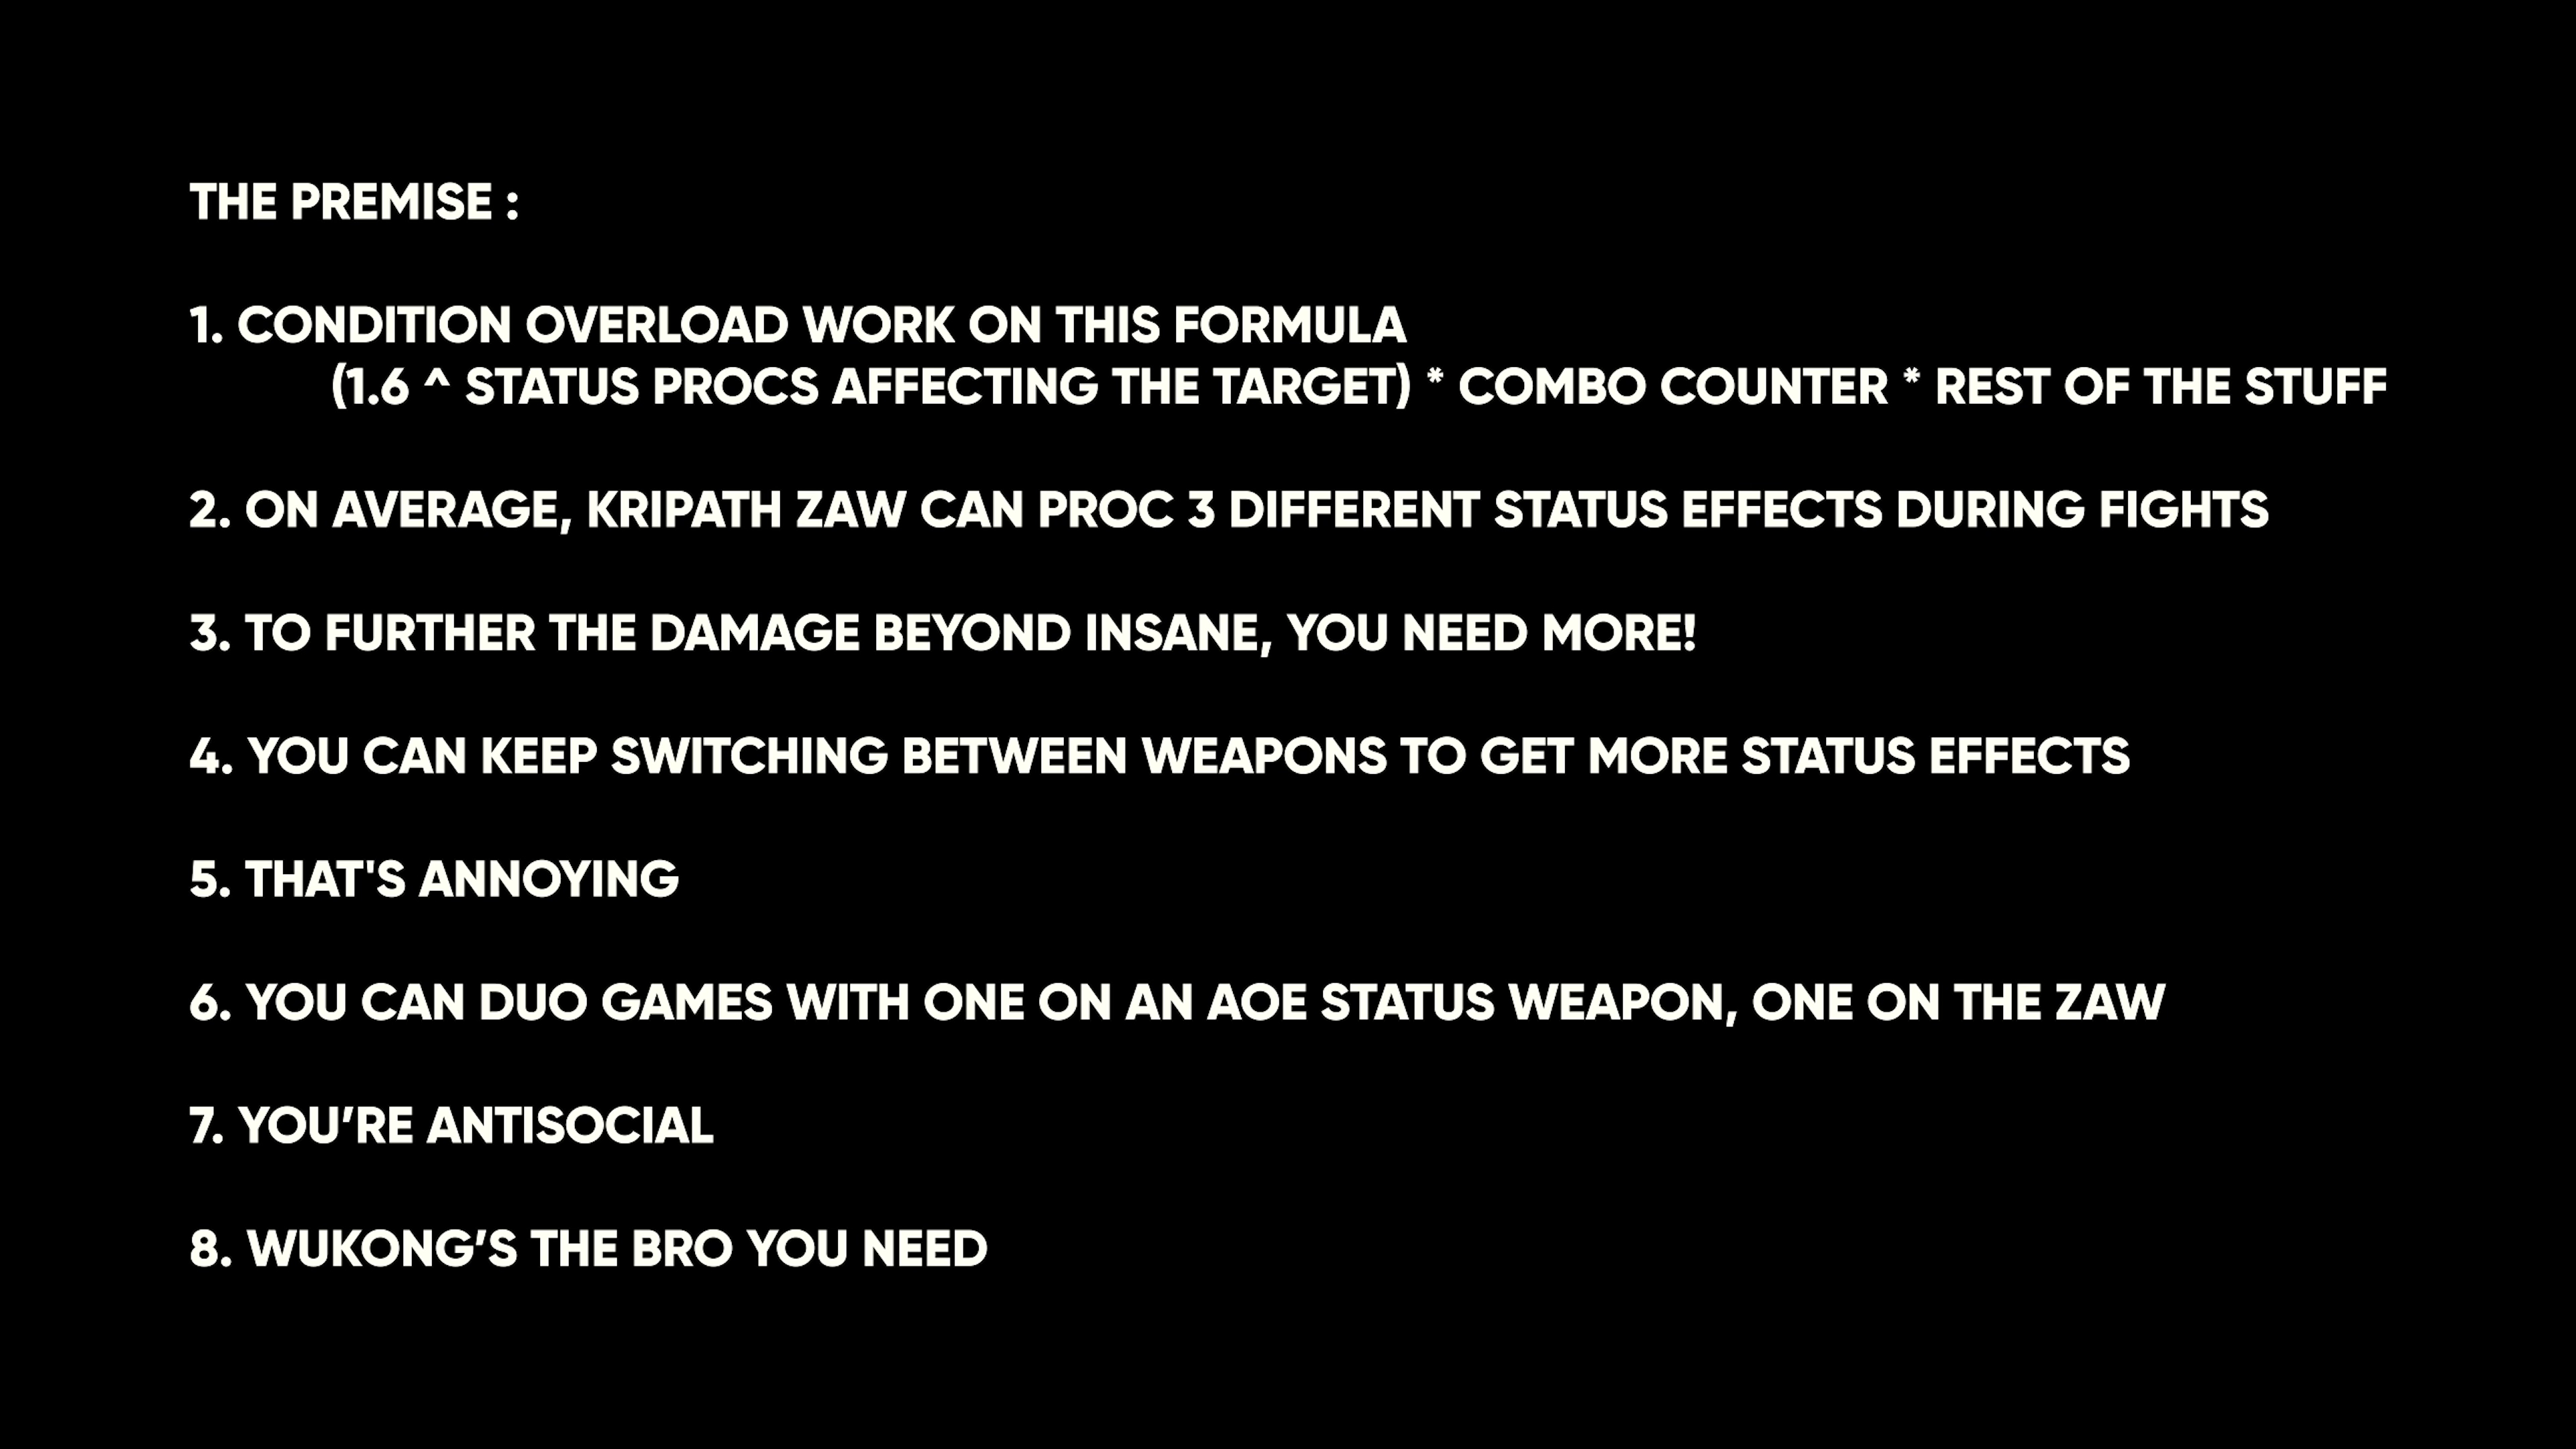 THE PREMISE :
1. CONDITION OVERLOAD WORK ON THIS FORMULA
(1.6 ^ STATUS PROCS AFFECTING THE TARGET) * COMBO COUNTER * REST OF THE STUFF
2. ON AVERAGE, KRIPATH ZAW CAN PROC 3 DIFFERENT STATUS EFFECTS DURING FIGHTS
3. TO FURTHER THE DAMAGE BEYOND INSANE, YOU NEED MORE!
4. YOU CAN KEEP SWITCHING BETWEEN WEAPONS TO GET MORE STATUS EFFECTS
5. THAT'S ANNOYING
6. YOU CAN DUO GAMES WITH ONE ON AN AOE STATUS WEAPON, ONE ON THE ZAW
7. YOU’RE ANTISOCIAL
8. WUKONG’S THE BRO YOU NEED